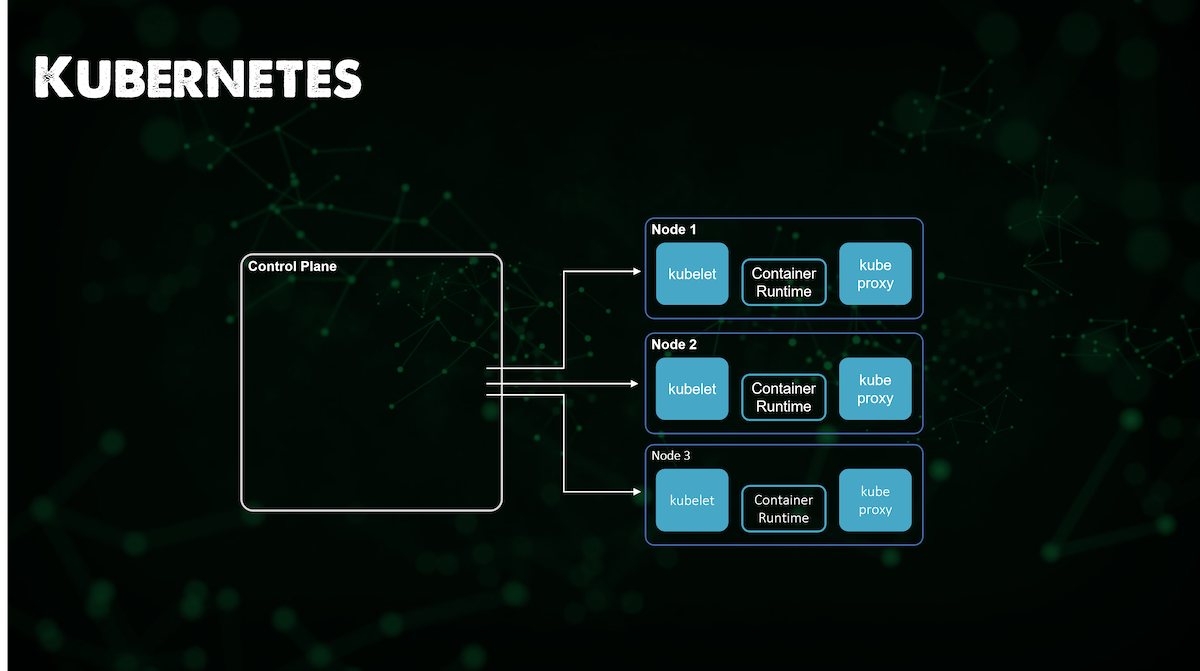 KUBERNETES
Control Plane
Node 1
kubelet
Container
Runtime
kube
proxy
Node 2
kubelet
Container
Runtime
kube
proxy
Node 3
kubelet
Container
Runtime
kube
proxy